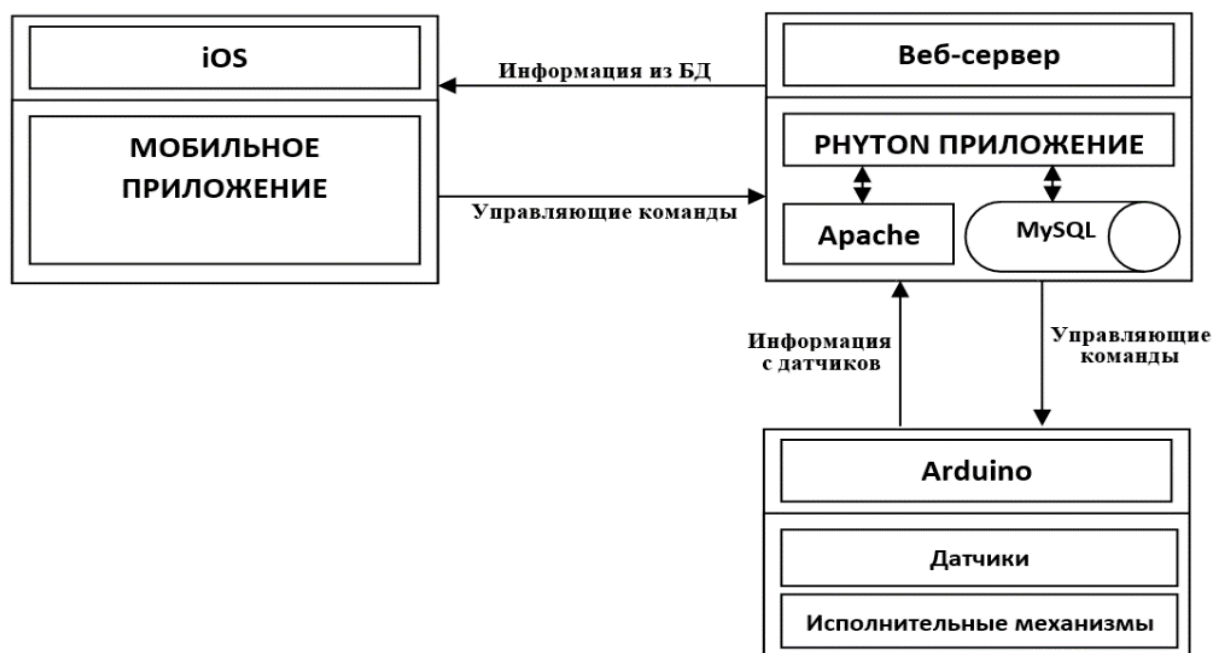 iOS
МОБИЛЬНОЕ
ПРИЛОЖЕНИЕ
Информация из БД
Управляющие команды
Веб-сервер
PHYTON ПРИЛОЖЕНИЕ
Apache
MySQL
Информация
с датчиков
Управляющие
команды
Arduino
Датчики
Исполнительные механизмы